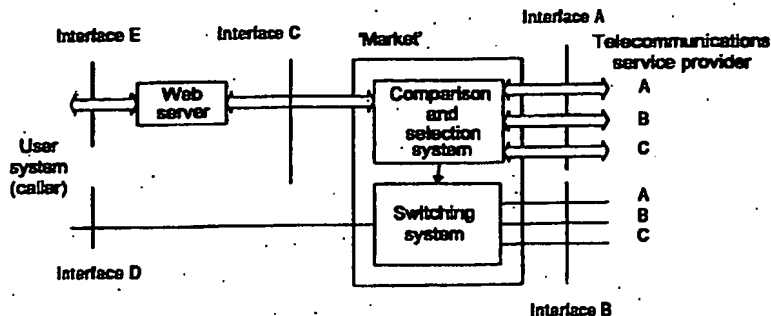 Interface E
Interface C
Interface A
'Market'
Telecommunications
service provider
Web
server
Comparison
and
selection
system
A
B
C
User
system
(caller)
Switching
system
A
B
C
Interface D
Interface B